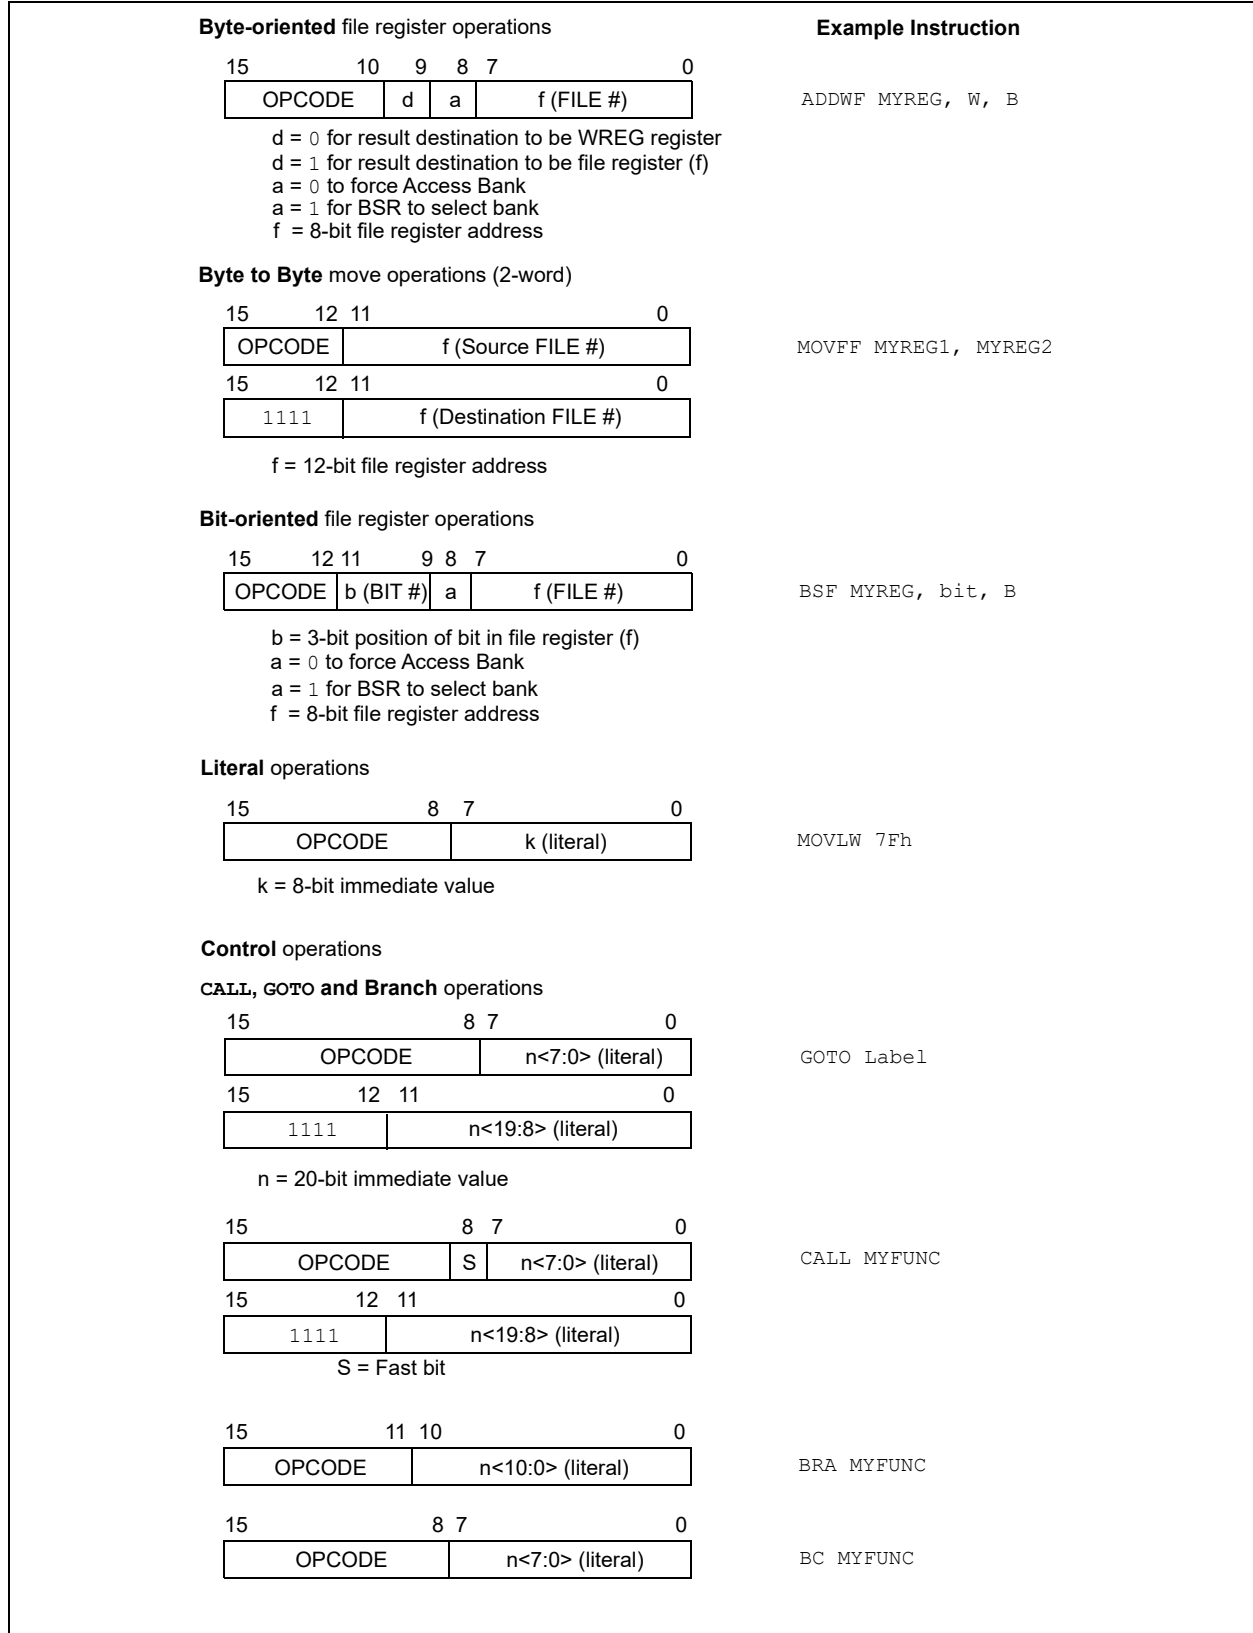 Byte-oriented file register operations    Example Instruction
15 10 9 8 7 0
OPCODE d a f (FILE #)    ADDWF MYREG, W, B
d = 0 for result destination to be WREG register
d = 1 for result destination to be file register (f)
a = 0 to force Access Bank
a = 1 for BSR to select bank
f = 8-bit file register address
Byte to Byte move operations (2-word)
15 12 11 0
OPCODE f (Source FILE #)    MOVFF MYREG1, MYREG2
15 12 11 0
1111 f (Destination FILE #)
f = 12-bit file register address
Bit-oriented file register operations
15 12 11 9 8 7 0
OPCODE b (BIT #) a f (FILE #)    BSF MYREG, bit, B
b = 3-bit position of bit in file register (f)
a = 0 to force Access Bank
a = 1 for BSR to select bank
f = 8-bit file register address
Literal operations
15 8 7 0
OPCODE k (literal)    MOVLW 7Fh
k = 8-bit immediate value
Control operations
CALL, GOTO and Branch operations
15 8 7 0
OPCODE n<7:0> (literal)    GOTO Label
15 12 11 0
1111 n<19:8> (literal)
n = 20-bit immediate value
15 8 7 0
OPCODE S n<7:0> (literal)    CALL MYFUNC
15 12 11 0
1111 n<19:8> (literal)
S = Fast bit
15 11 10 0
OPCODE n<10:0> (literal)    BRA MYFUNC
15 8 7 0
OPCODE n<7:0> (literal)    BC MYFUNC